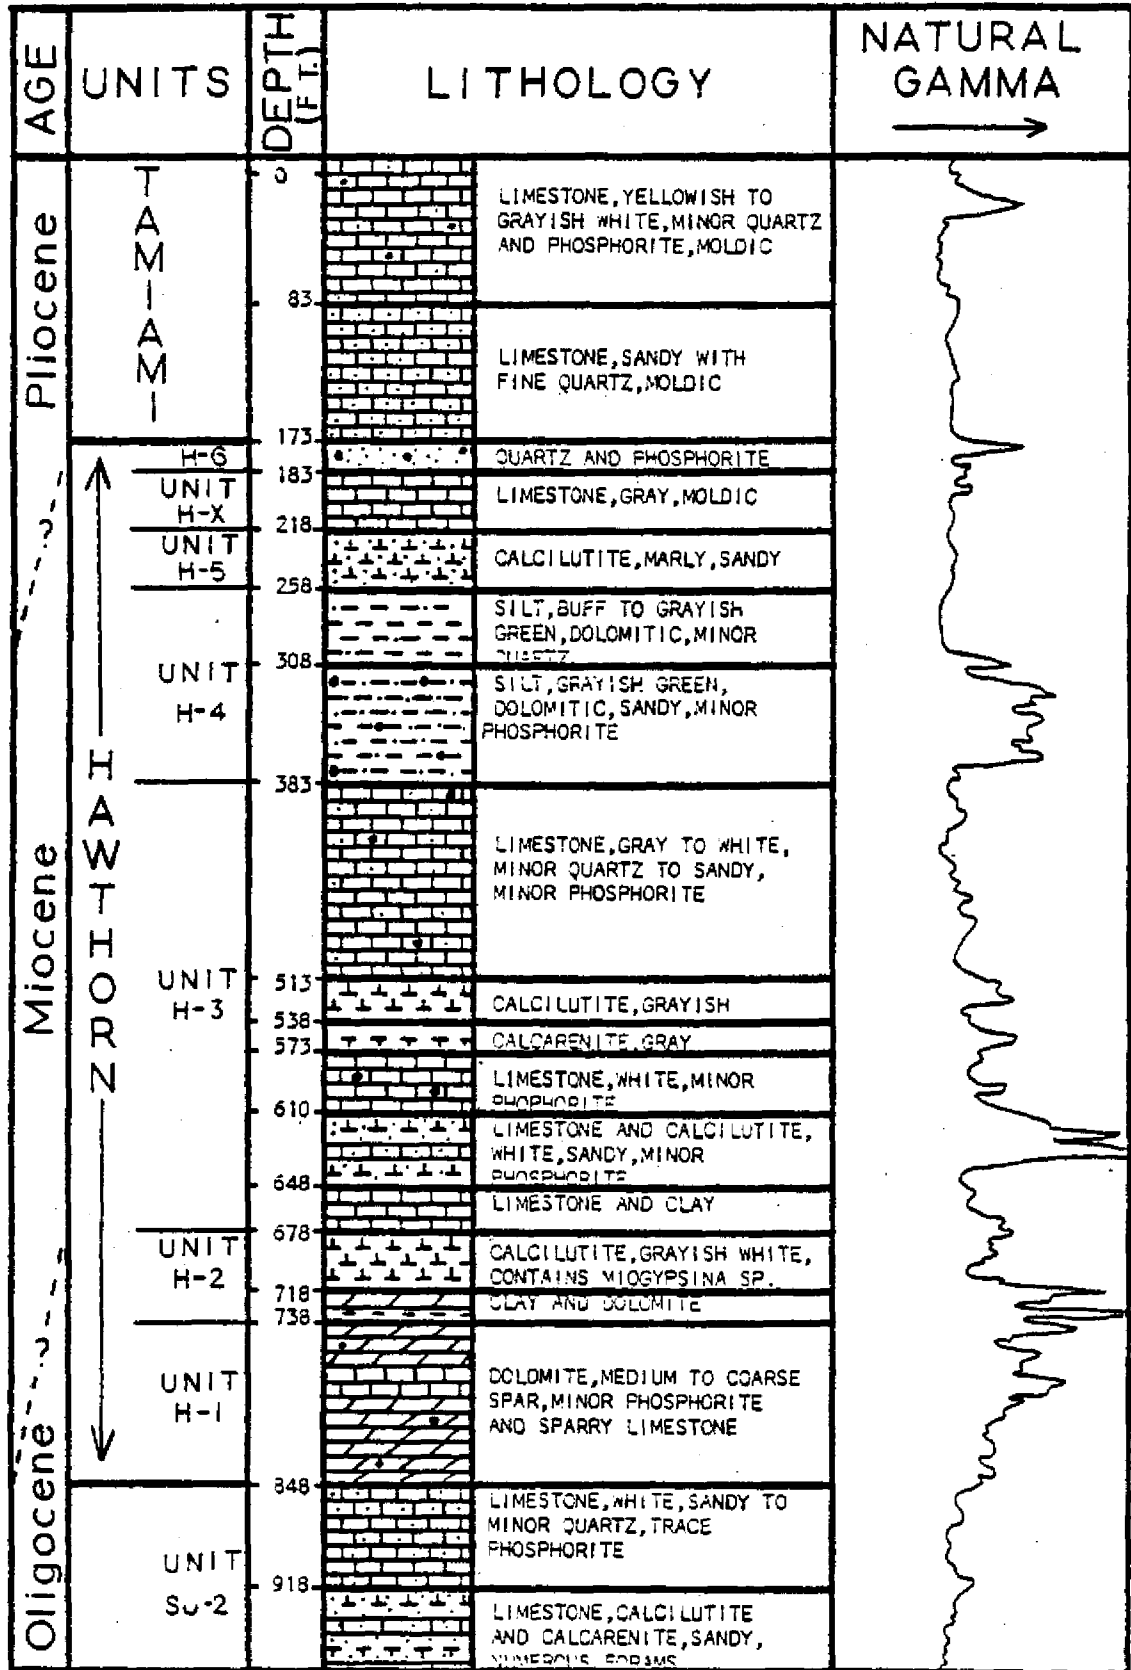 AGE
UNITS
DEPTH
(FT.)
LITHOLOGY
NATURAL
GAMMA
Pliocene
Miocene
Oligocene
?
?
TAMIAMI
HAWTHORN
0
LIMESTONE,YELLOWISH TO
GRAYISH WHITE,MINOR QUARTZ
AND PHOSPHORITE,MOLDIC
83
LIMESTONE,SANDY WITH
FINE QUARTZ,MOLDIC
173
H-6
QUARTZ AND PHOSPHORITE
183
UNIT
H-X
LIMESTONE,GRAY,MOLDIC
218
UNIT
H-5
CALCILUTITE,MARLY,SANDY
258
SILT,BUFF TO GRAYISH
GREEN,DOLOMITIC,MINOR
QUARTZ
308
UNIT
H-4
SILT,GRAYISH GREEN,
DOLOMITIC,SANDY,MINOR
PHOSPHORITE
383
LIMESTONE,GRAY TO WHITE,
MINOR QUARTZ TO SANDY,
MINOR PHOSPHORITE
UNIT
H-3
513
CALCILUTITE,GRAYISH
538
CALCARENITE,GRAY
573
LIMESTONE,WHITE,MINOR
PHOSPHORITE
610
LIMESTONE AND CALCILUTITE,
WHITE,SANDY,MINOR
PHOSPHORITE
648
LIMESTONE AND CLAY
678
UNIT
H-2
CALCILUTITE,GRAYISH WHITE,
CONTAINS MIOGYPSINA SP.
718
CLAY AND DOLOMITE
738
UNIT
H-1
DOLOMITE,MEDIUM TO COARSE
SPAR,MINOR PHOSPHORITE
AND SPARRY LIMESTONE
848
LIMESTONE,WHITE,SANDY TO
MINOR QUARTZ,TRACE
PHOSPHORITE
UNIT
Su-2
918
LIMESTONE,CALCILUTITE
AND CALCARENITE,SANDY,
NUMEROUS FORAMS